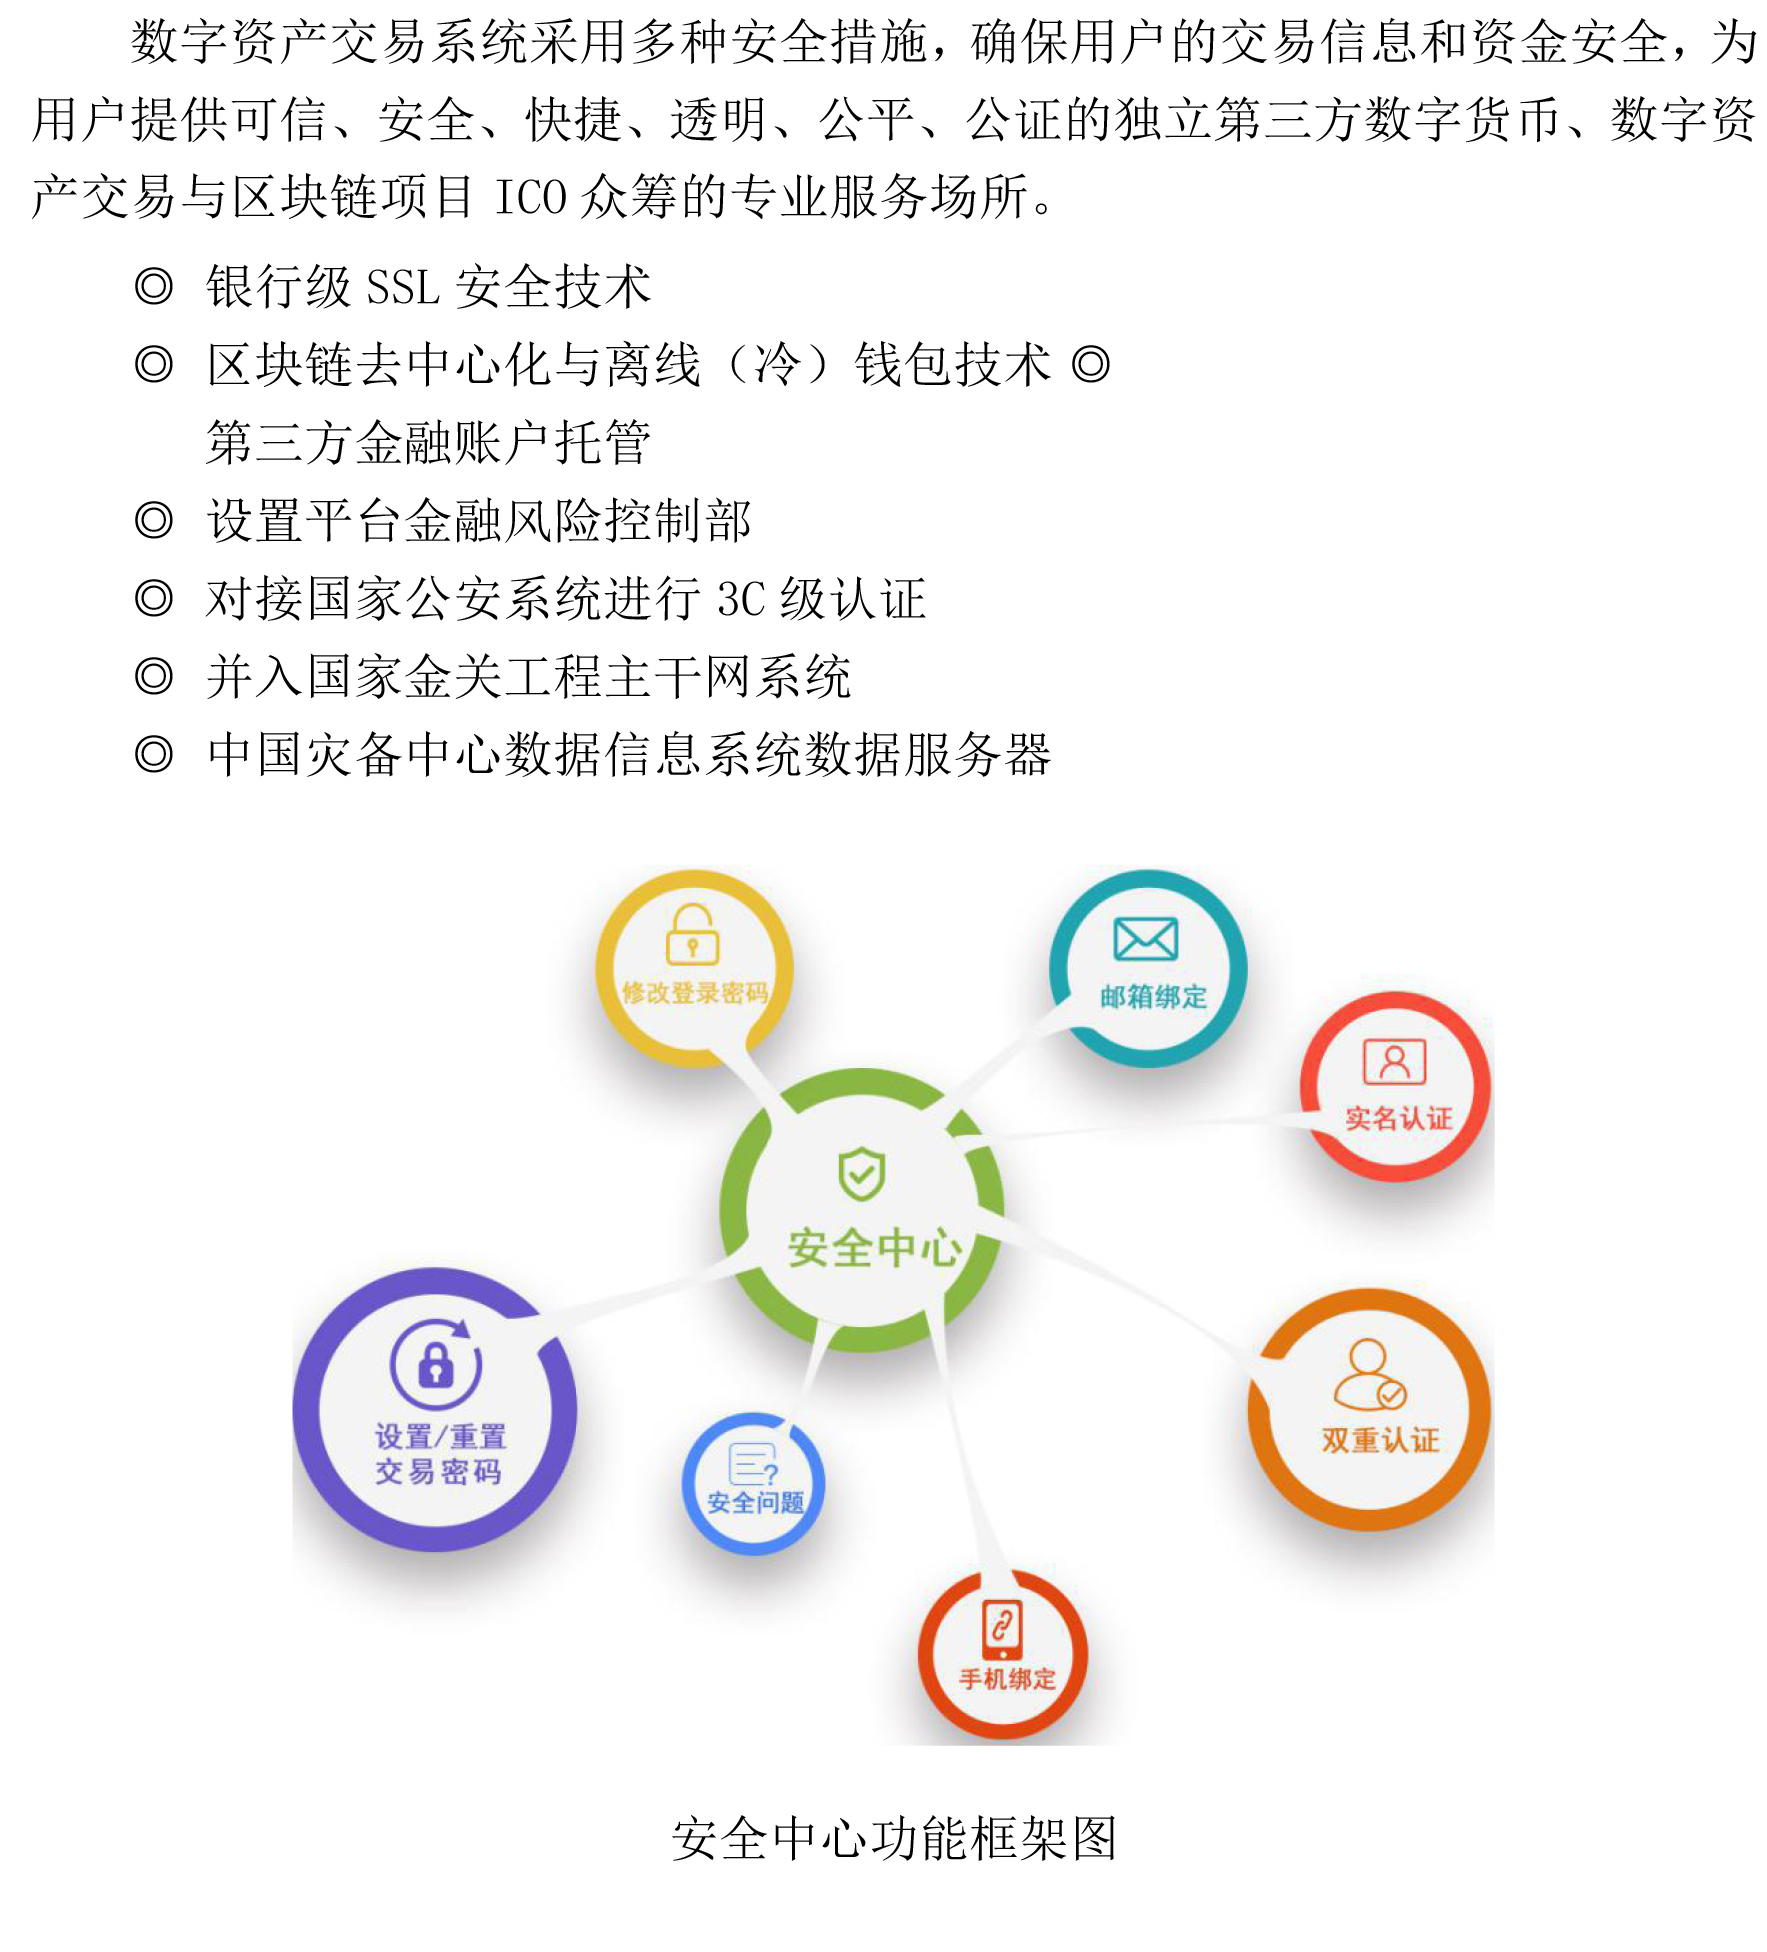 数字资产交易系统采用多种安全措施，确保用户的交易信息和资金安全，为
用户提供可信、安全、快捷、透明、公平、公证的独立第三方数字货币、数字资
产交易与区块链项目 ICO 众筹的专业服务场所。
◎ 银行级 SSL 安全技术
◎ 区块链去中心化与离线（冷）钱包技术 ◎
第三方金融账户托管
◎ 设置平台金融风险控制部
◎ 对接国家公安系统进行 3C 级认证
◎ 并入国家金关工程主干网系统
◎ 中国灾备中心数据信息系统数据服务器
修改登录密码
邮箱绑定
实名认证
安全中心
设置/重置
交易密码
双重认证
安全问题
手机绑定
安全中心功能框架图